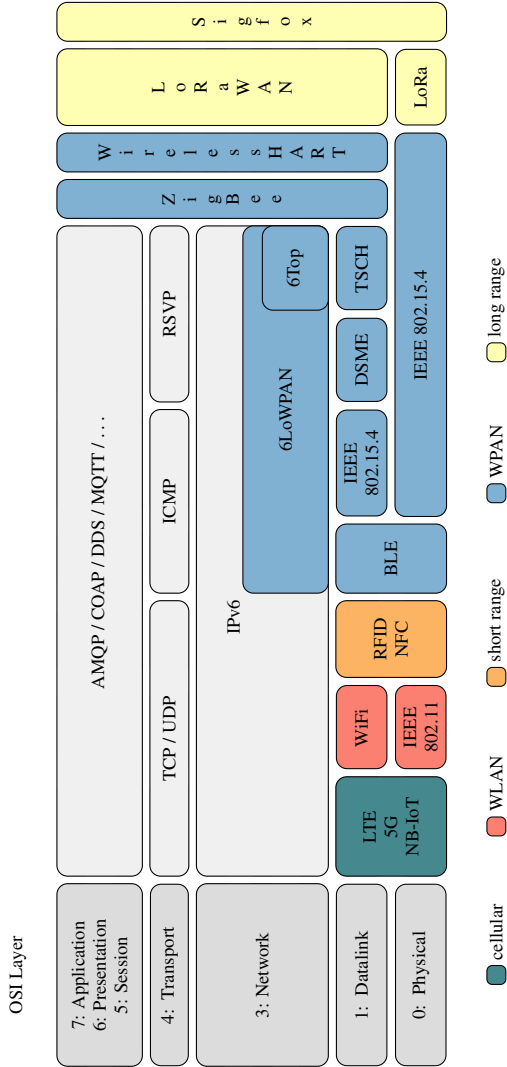 OSI Layer
7: Application
6: Presentation
5: Session
AMQP / COAP / DDS / MQTT / . . .
4: Transport
TCP / UDP
ICMP
RSVP
3: Network
IPv6
6LoWPAN
6Top
1: Datalink
LTE
5G
NB-IoT
WiFi
RFID
NFC
BLE
IEEE
802.15.4
DSME
TSCH
0: Physical
IEEE
802.11
IEEE 802.15.4
ZigBee
WirelessHART
LoRaWAN
LoRa
Sigfox
cellular
WLAN
short range
WPAN
long range